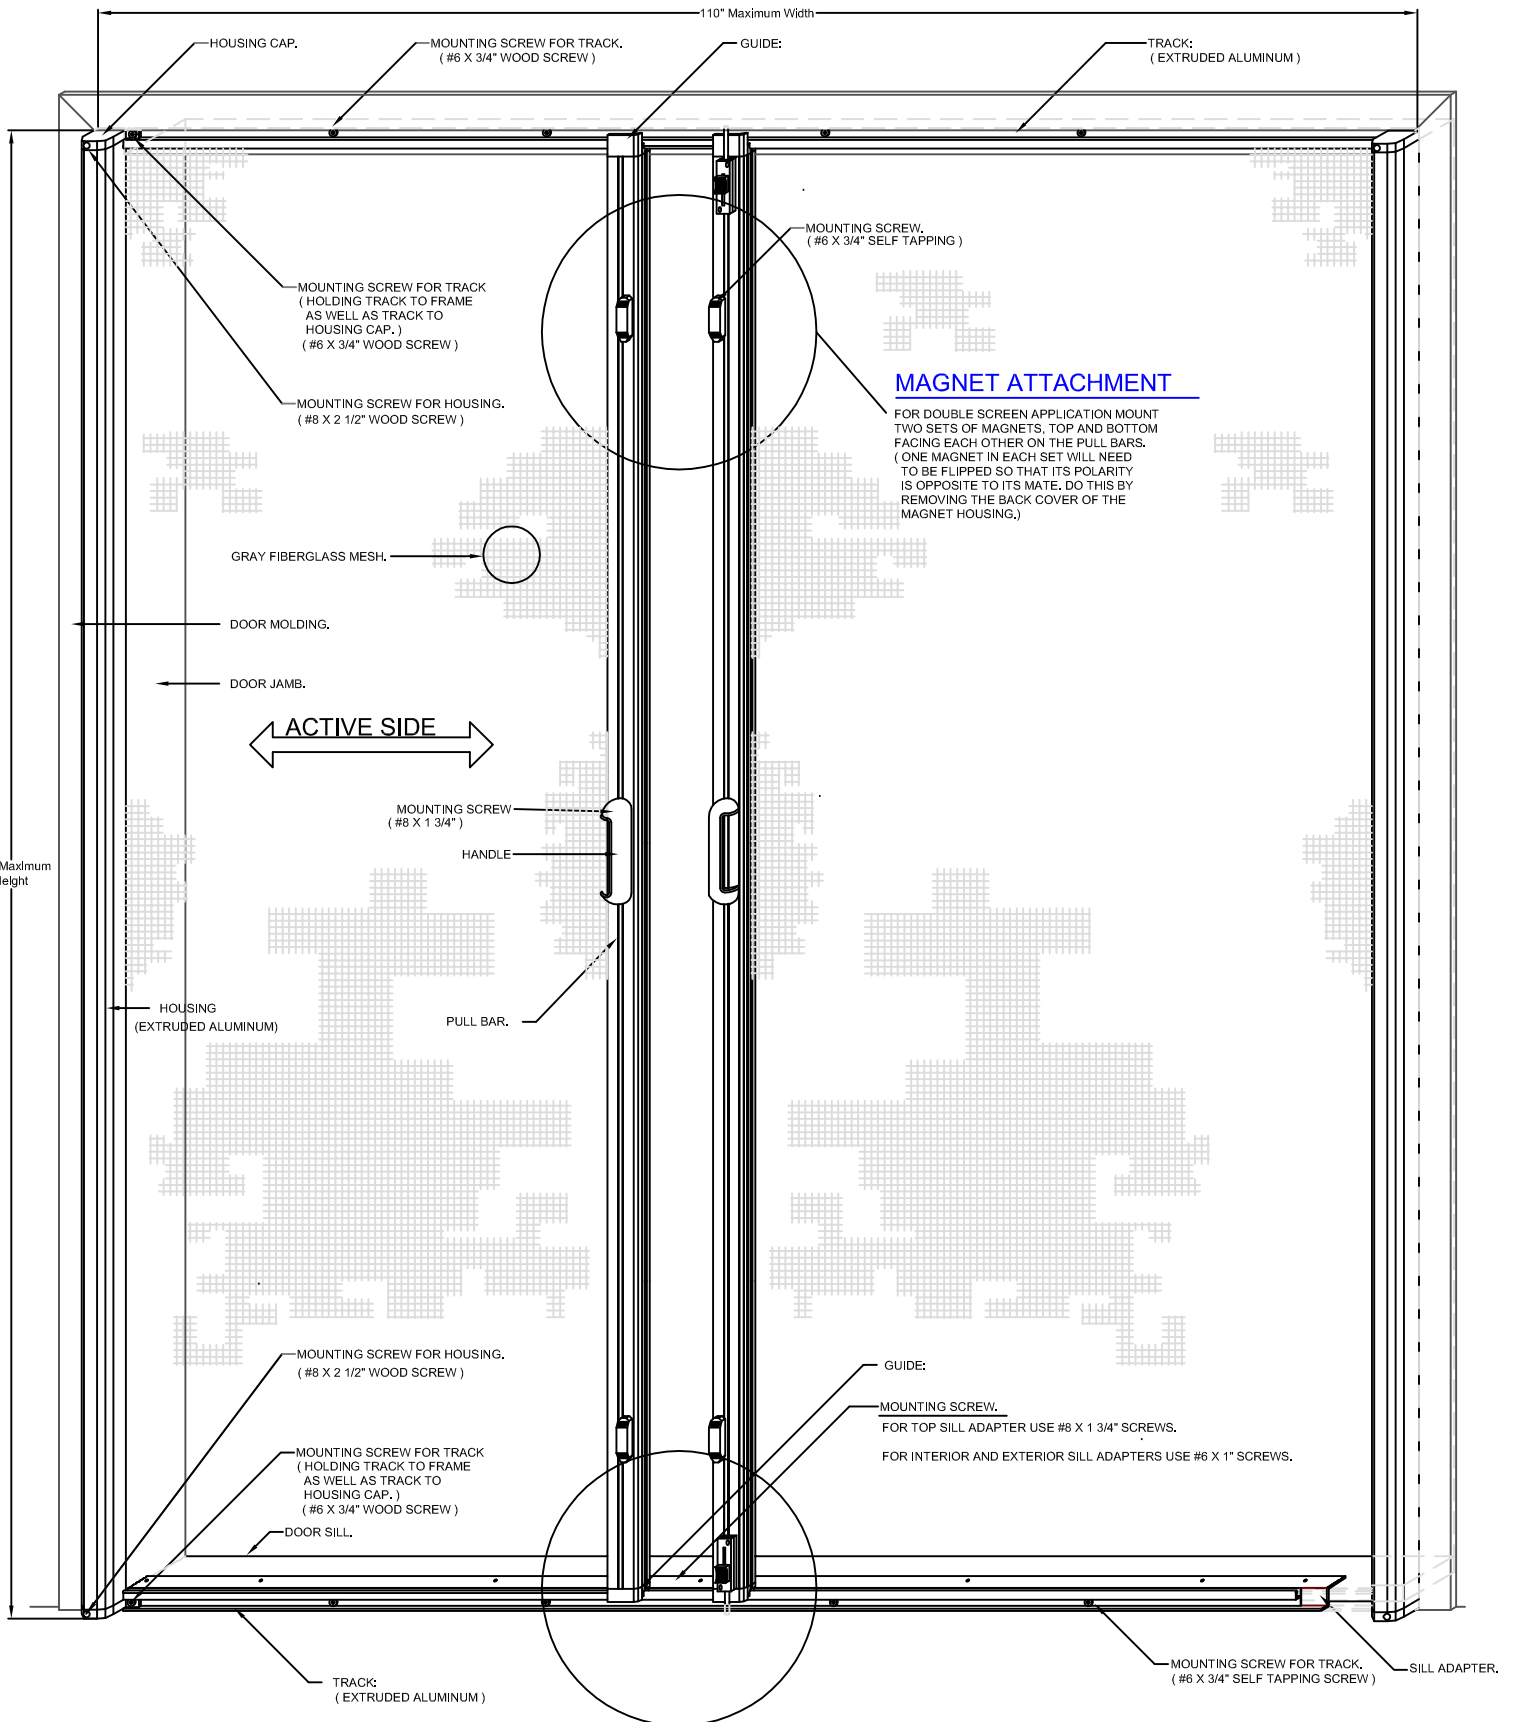 110" Maximum Width
HOUSING CAP.
MOUNTING SCREW FOR TRACK.
( #6 X 3/4" WOOD SCREW )
GUIDE:
TRACK:
( EXTRUDED ALUMINUM )
MOUNTING SCREW.
( #6 X 3/4" SELF TAPPING )
MOUNTING SCREW FOR TRACK
( HOLDING TRACK TO FRAME
AS WELL AS TRACK TO
HOUSING CAP. )
( #6 X 3/4" WOOD SCREW )
MOUNTING SCREW FOR HOUSING.
( #8 X 2 1/2" WOOD SCREW )
MAGNET ATTACHMENT
FOR DOUBLE SCREEN APPLICATION MOUNT
TWO SETS OF MAGNETS, TOP AND BOTTOM
FACING EACH OTHER ON THE PULL BARS.
( ONE MAGNET IN EACH SET WILL NEED
TO BE FLIPPED SO THAT ITS POLARITY
IS OPPOSITE TO ITS MATE. DO THIS BY
REMOVING THE BACK COVER OF THE
MAGNET HOUSING.)
GRAY FIBERGLASS MESH.
DOOR MOLDING.
DOOR JAMB.
ACTIVE SIDE
MOUNTING SCREW
( #8 X 1 3/4" )
HANDLE
Maximum
eight
HOUSING
(EXTRUDED ALUMINUM)
PULL BAR.
MOUNTING SCREW FOR HOUSING.
( #8 X 2 1/2" WOOD SCREW )
GUIDE:
MOUNTING SCREW.
FOR TOP SILL ADAPTER USE #8 X 1 3/4" SCREWS.
FOR INTERIOR AND EXTERIOR SILL ADAPTERS USE #6 X 1" SCREWS.
MOUNTING SCREW FOR TRACK
( HOLDING TRACK TO FRAME
AS WELL AS TRACK TO
HOUSING CAP. )
( #6 X 3/4" WOOD SCREW )
DOOR SILL.
TRACK:
( EXTRUDED ALUMINUM )
MOUNTING SCREW FOR TRACK.
( #6 X 3/4" SELF TAPPING SCREW )
SILL ADAPTER.